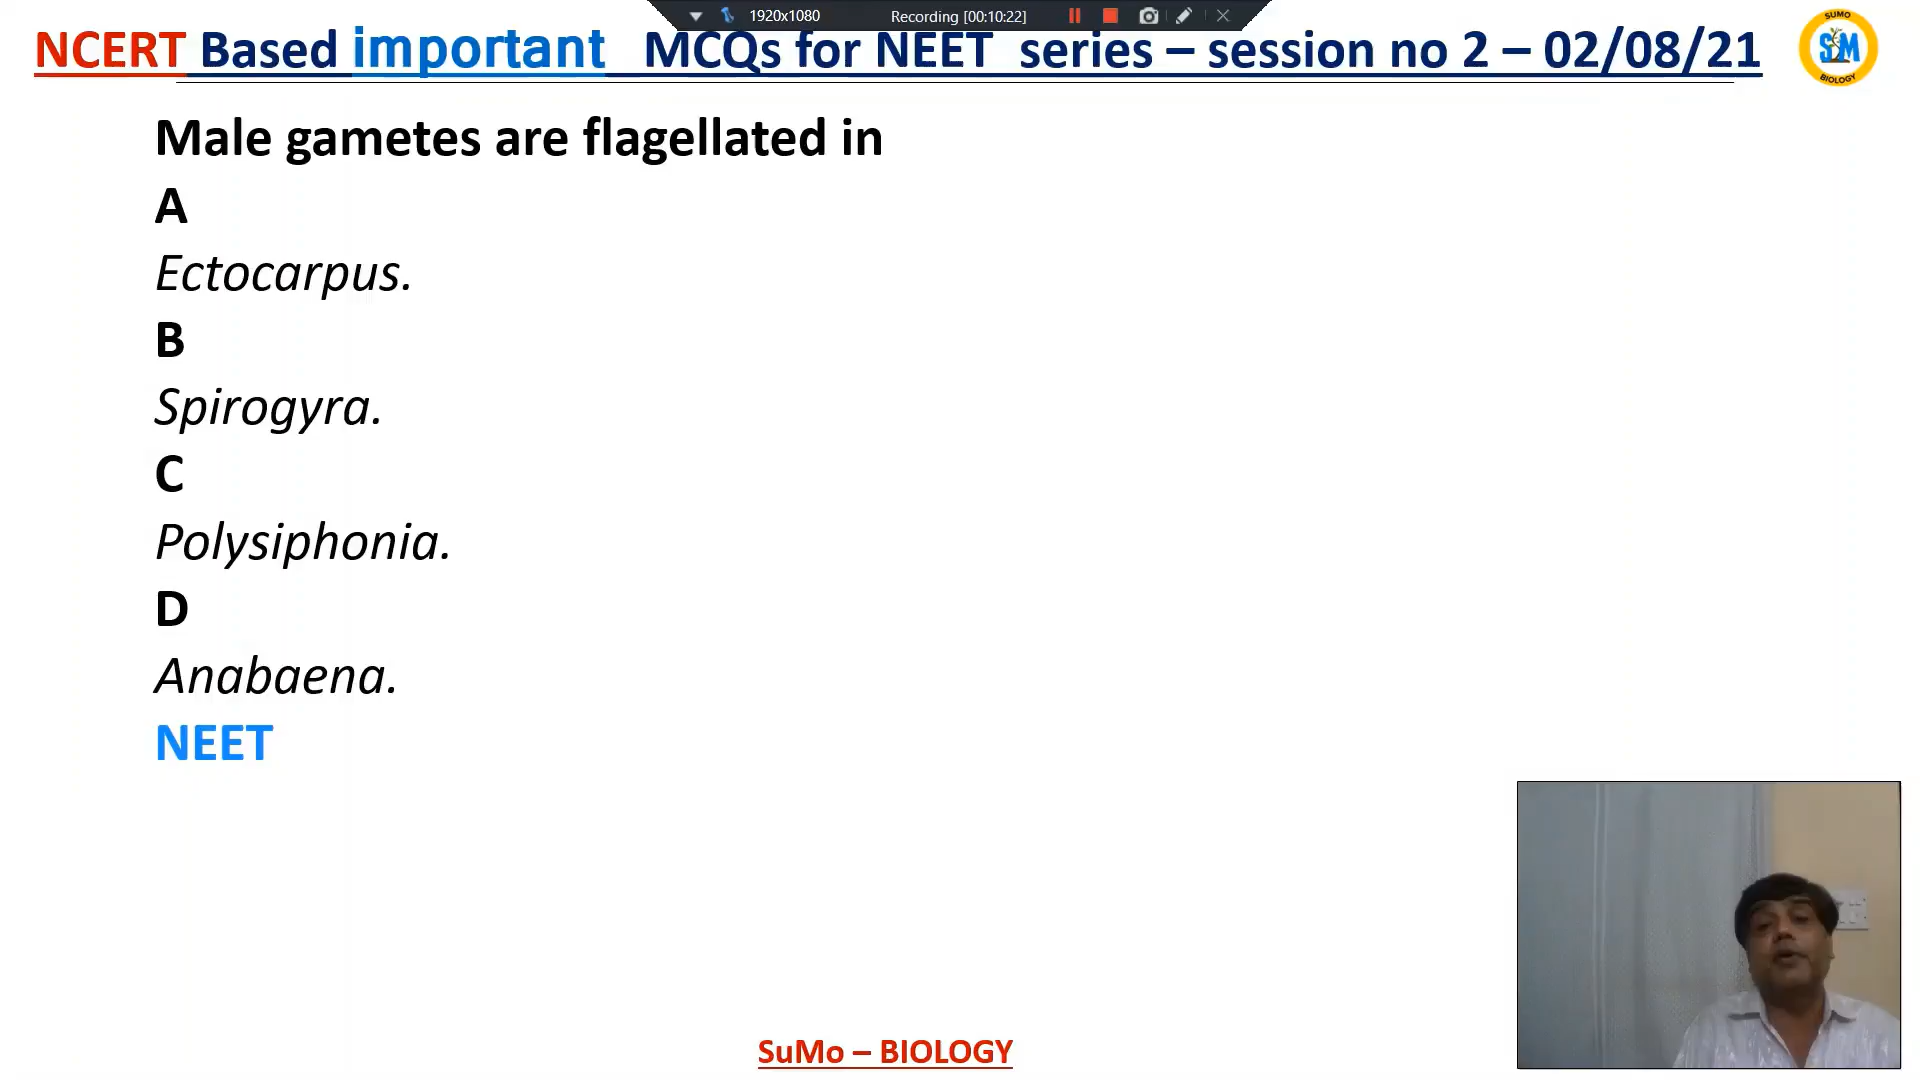 1920x1080 Recording [00:10:22]
NCERT Based important MCQs for NEET series – session no 2 – 02/08/21
SUMO
SM
BIOLOGY
Male gametes are flagellated in
A
Ectocarpus.
B
Spirogyra.
C
Polysiphonia.
D
Anabaena.
NEET
SuMo – BIOLOGY